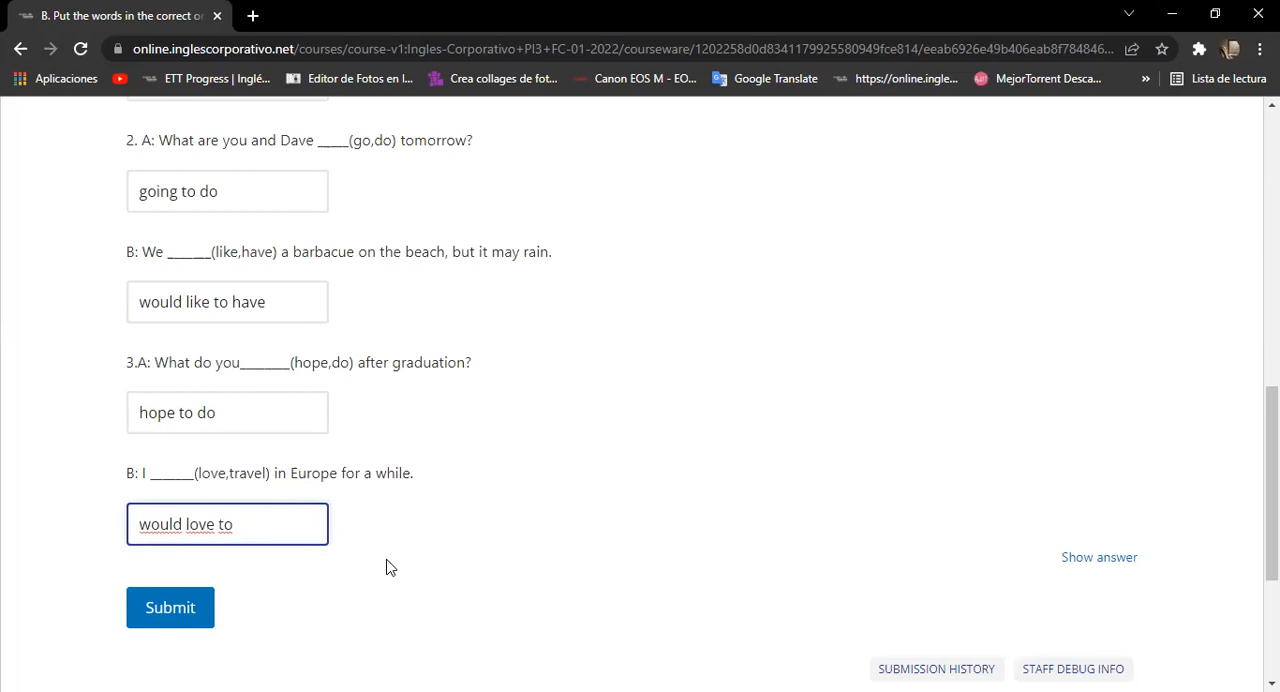 B. Put the words in the correct or
online.inglescorporativo.net/courses/course-v1:Ingles-Corporativo+PI3+FC-01-2022/courseware/1202258d0d8341179925580949fce814/eeab6926e49b406eab8f784846...
Aplicaciones ETT Progress | Inglé... Editor de Fotos en l... Crea collages de fot... Canon EOS M - EO... Google Translate https://online.ingle... MejorTorrent Desca... » Lista de lectura
2. A: What are you and Dave ____(go,do) tomorrow?
going to do
B: We ______(like,have) a barbacue on the beach, but it may rain.
would like to have
3.A: What do you_______(hope,do) after graduation?
hope to do
B: I ______(love,travel) in Europe for a while.
would love to
Show answer
Submit
SUBMISSION HISTORY STAFF DEBUG INFO